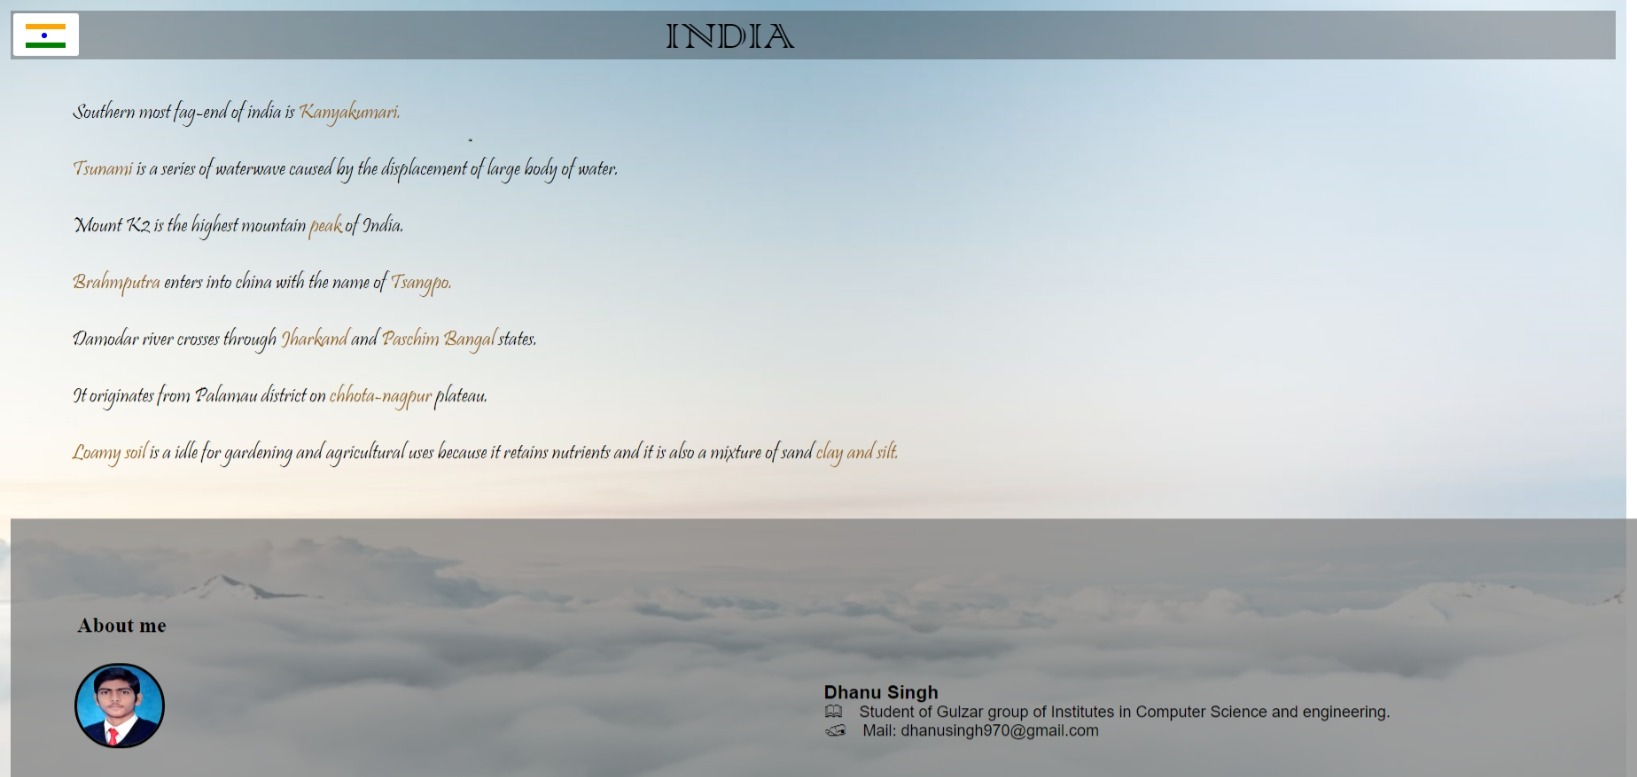 INDIA
Southern most fag-end of india is Kanyakumari.
Tsunami is a series of waterwave caused by the displacement of large body of water.
Mount K2 is the highest mountain peak of India.
Brahmputra enters into china with the name of Tsangpo.
Damodar river crosses through Jharkand and Paschim Bangal states.
It originates from Palamau district on chhota-nagpur plateau.
Loamy soil is a idle for gardening and agricultural uses because it retains nutrients and it is also a mixture of sand clay and silt.
About me
Dhanu Singh
Student of Gulzar group of Institutes in Computer Science and engineering.
Mail: dhanusingh970@gmail.com